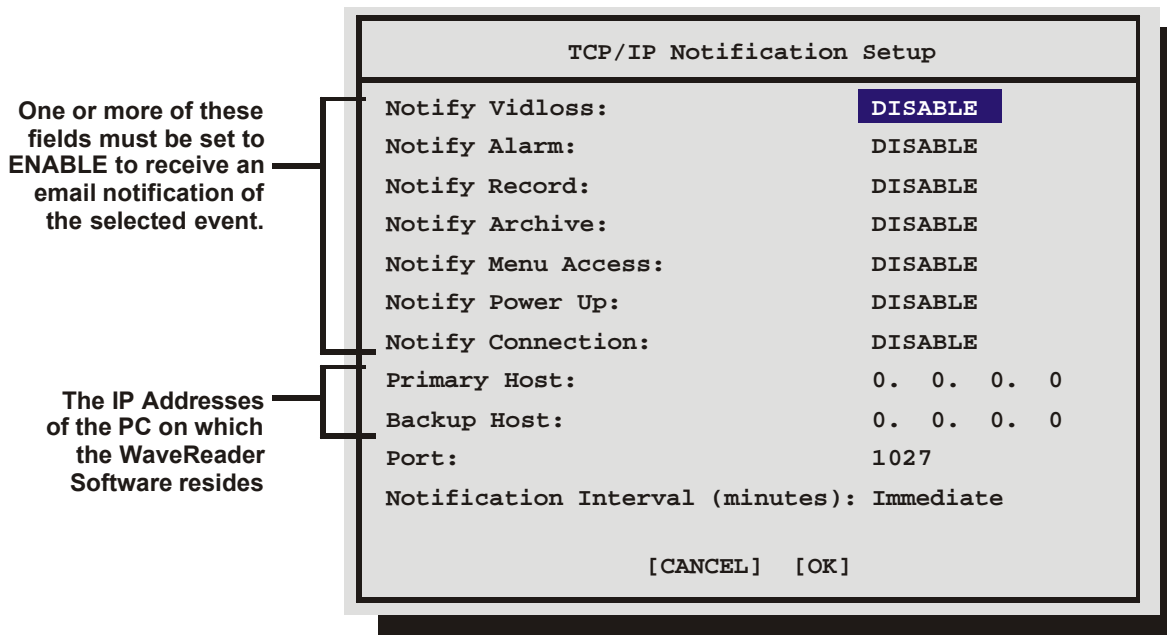 TCP/IP Notification Setup
One or more of these
fields must be set to
ENABLE to receive an
email notification of
the selected event.
Notify Vidloss: DISABLE
Notify Alarm: DISABLE
Notify Record: DISABLE
Notify Archive: DISABLE
Notify Menu Access: DISABLE
Notify Power Up: DISABLE
Notify Connection: DISABLE
The IP Addresses
of the PC on which
the WaveReader
Software resides
Primary Host: 0. 0. 0. 0
Backup Host: 0. 0. 0. 0
Port: 1027
Notification Interval (minutes): Immediate
[CANCEL] [OK]